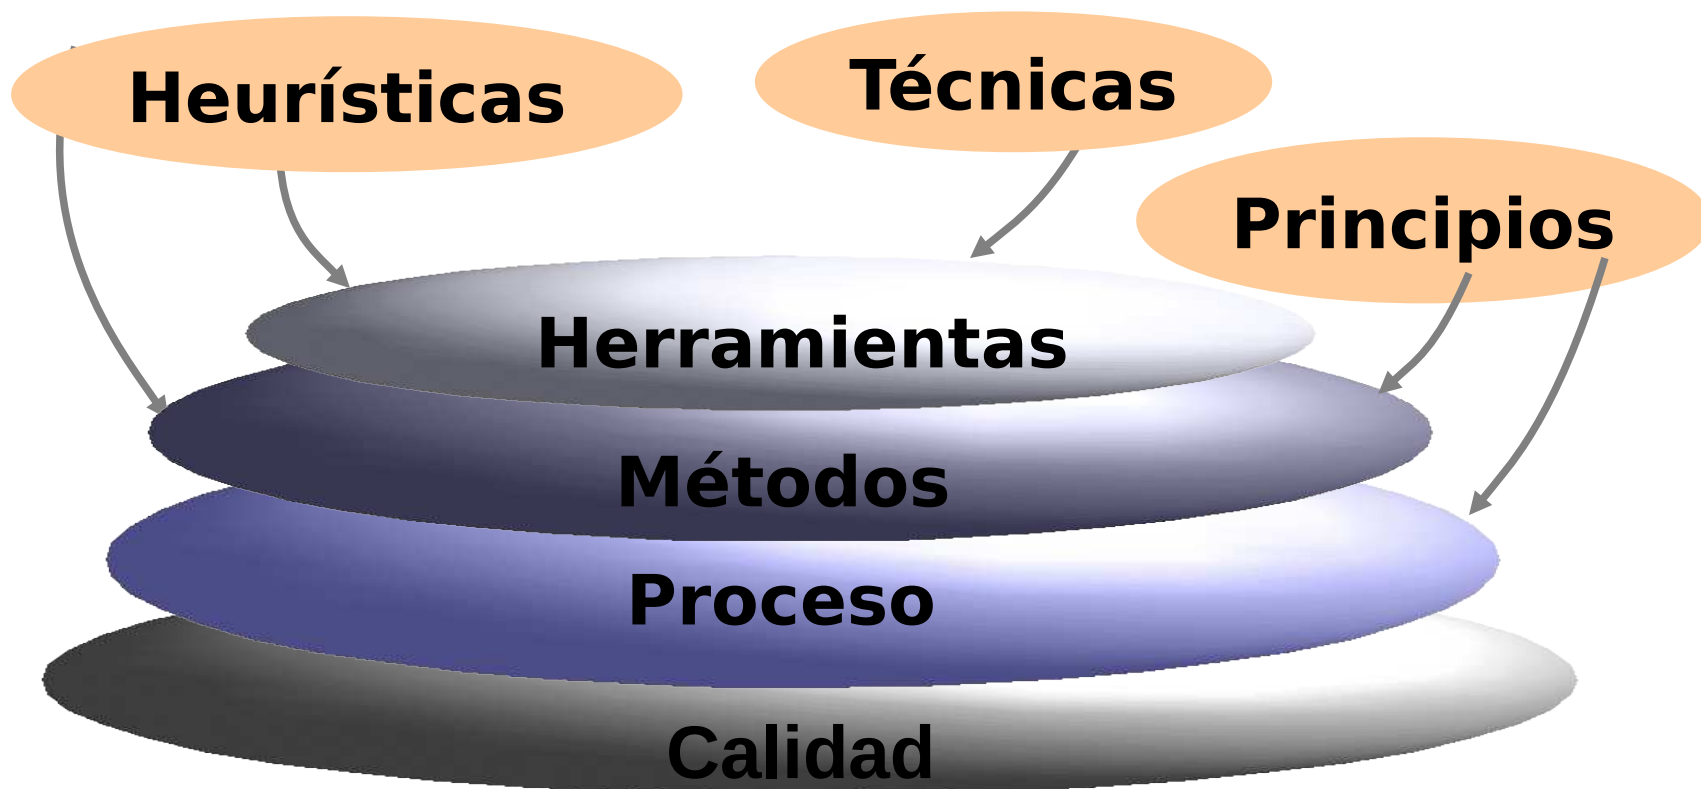 Heurísticas
Técnicas
Principios
Herramientas
Métodos
Proceso
Calidad